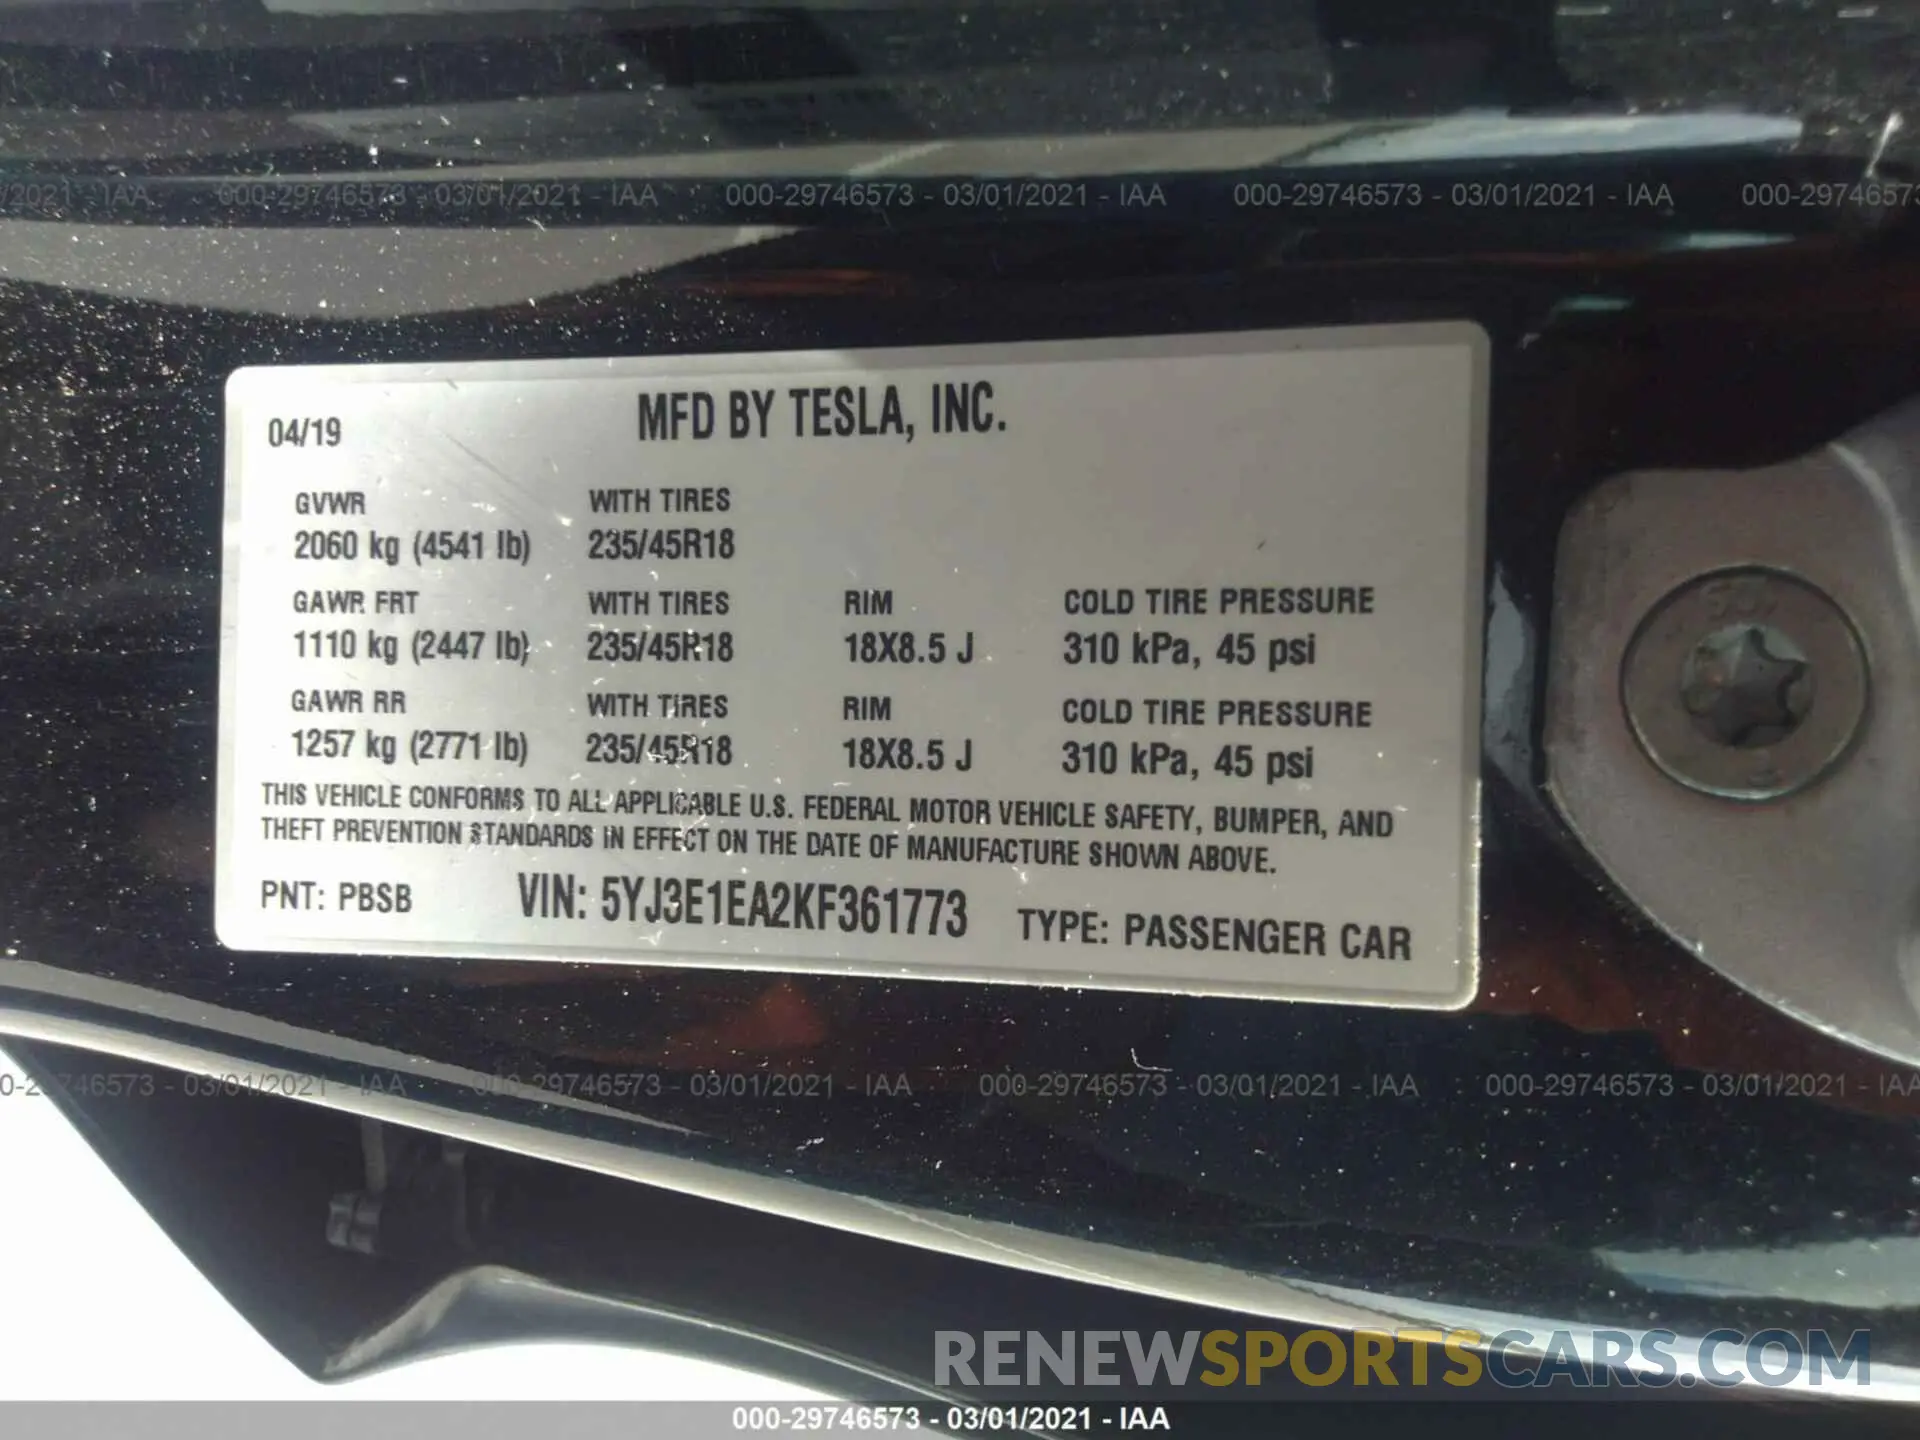 /2021 - IAA 000-29746573 - 03/01/2021 - IAA 000-29746573 - 03/01/2021 - IAA 000-29746573 - 03/01/2021 - IAA 000-29746573
04/19 MFD BY TESLA, INC.
GVWR WITH TIRES
2060 kg (4541 lb) 235/45R18
GAWR FRT WITH TIRES RIM COLD TIRE PRESSURE
1110 kg (2447 lb) 235/45R18 18X8.5 J 310 kPa, 45 psi
GAWR RR WITH TIRES RIM COLD TIRE PRESSURE
1257 kg (2771 lb) 235/45R18 18X8.5 J 310 kPa, 45 psi
THIS VEHICLE CONFORMS TO ALL APPLICABLE U.S. FEDERAL MOTOR VEHICLE SAFETY, BUMPER, AND
THEFT PREVENTION STANDARDS IN EFFECT ON THE DATE OF MANUFACTURE SHOWN ABOVE.
PNT: PBSB VIN: 5YJ3E1EA2KF361773 TYPE: PASSENGER CAR
0-29746573 - 03/01/2021 - IAA 000-29746573 - 03/01/2021 - IAA 000-29746573 - 03/01/2021 - IAA 000-29746573 - 03/01/2021 - IAA
RENEWSPORTSCARS.COM
000-29746573 - 03/01/2021 - IAA